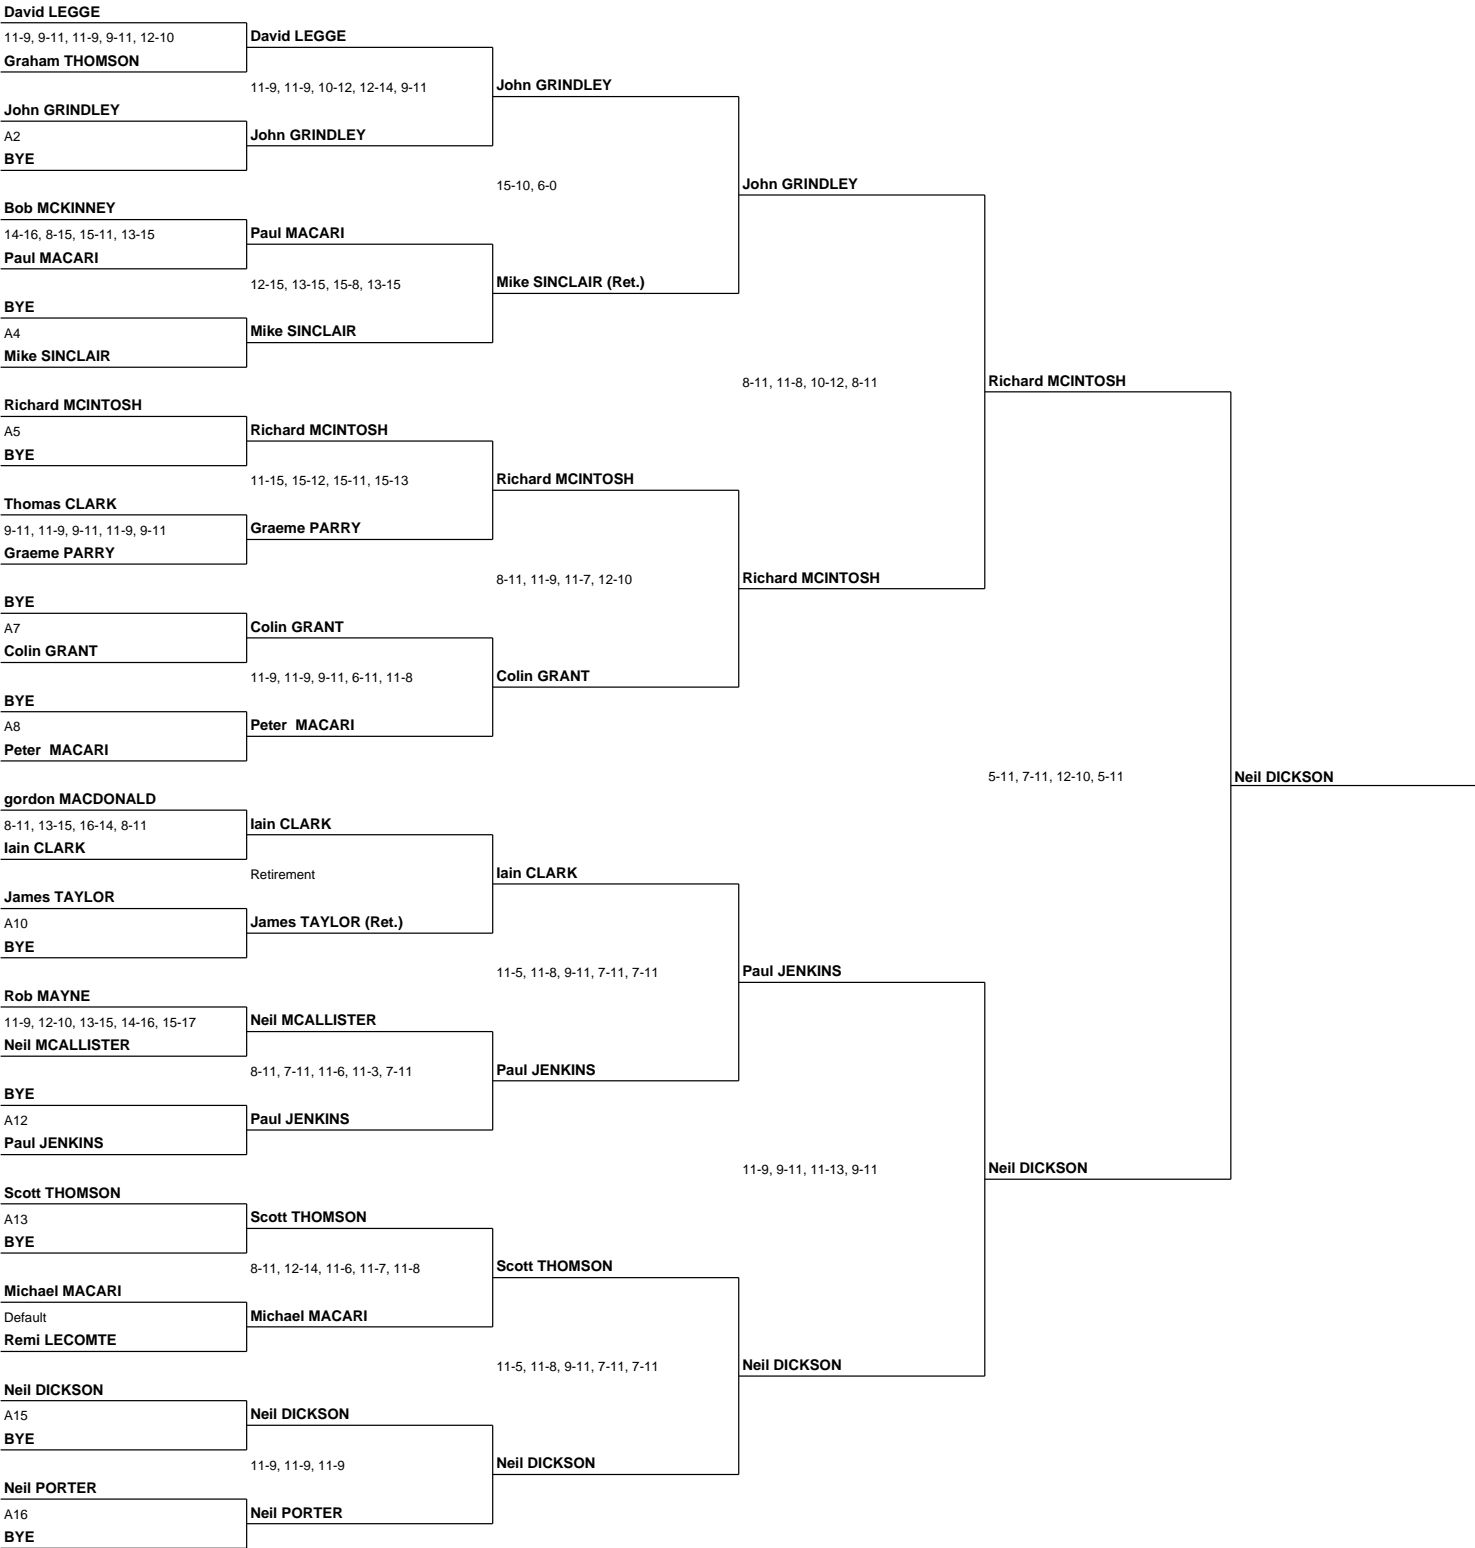 David LEGGE
11-9, 9-11, 11-9, 9-11, 12-10
Graham THOMSON
John GRINDLEY
A2
BYE
Bob MCKINNEY
14-16, 8-15, 15-11, 13-15
Paul MACARI
BYE
A4
Mike SINCLAIR
Richard MCINTOSH
A5
BYE
Thomas CLARK
9-11, 11-9, 9-11, 11-9, 9-11
Graeme PARRY
BYE
A7
Colin GRANT
BYE
A8
Peter  MACARI
gordon MACDONALD
8-11, 13-15, 16-14, 8-11
Iain CLARK
James TAYLOR
A10
BYE
Rob MAYNE
11-9, 12-10, 13-15, 14-16, 15-17
Neil MCALLISTER
BYE
A12
Paul JENKINS
Scott THOMSON
A13
BYE
Michael MACARI
Default
Remi LECOMTE
Neil DICKSON
A15
BYE
Neil PORTER
A16
BYE
David LEGGE
11-9, 11-9, 10-12, 12-14, 9-11
John GRINDLEY
Paul MACARI
12-15, 13-15, 15-8, 13-15
Mike SINCLAIR
Richard MCINTOSH
11-15, 15-12, 15-11, 15-13
Graeme PARRY
Colin GRANT
11-9, 11-9, 9-11, 6-11, 11-8
Peter  MACARI
Iain CLARK
Retirement
James TAYLOR (Ret.)
Neil MCALLISTER
8-11, 7-11, 11-6, 11-3, 7-11
Paul JENKINS
Scott THOMSON
8-11, 12-14, 11-6, 11-7, 11-8
Michael MACARI
Neil DICKSON
11-9, 11-9, 11-9
Neil PORTER
John GRINDLEY
15-10, 6-0
Mike SINCLAIR (Ret.)
Richard MCINTOSH
8-11, 11-9, 11-7, 12-10
Colin GRANT
Iain CLARK
11-5, 11-8, 9-11, 7-11, 7-11
Paul JENKINS
Scott THOMSON
11-5, 11-8, 9-11, 7-11, 7-11
Neil DICKSON
John GRINDLEY
8-11, 11-8, 10-12, 8-11
Richard MCINTOSH
Paul JENKINS
11-9, 9-11, 11-13, 9-11
Neil DICKSON
Richard MCINTOSH
5-11, 7-11, 12-10, 5-11
Neil DICKSON
Neil DICKSON